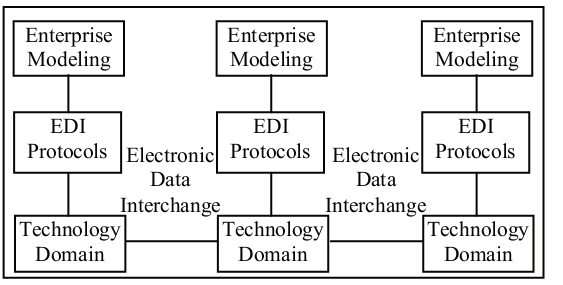 Enterprise
Modeling
Enterprise
Modeling
Enterprise
Modeling
EDI
Protocols
EDI
Protocols
EDI
Protocols
Electronic
Data
Interchange
Electronic
Data
Interchange
Technology
Domain
Technology
Domain
Technology
Domain